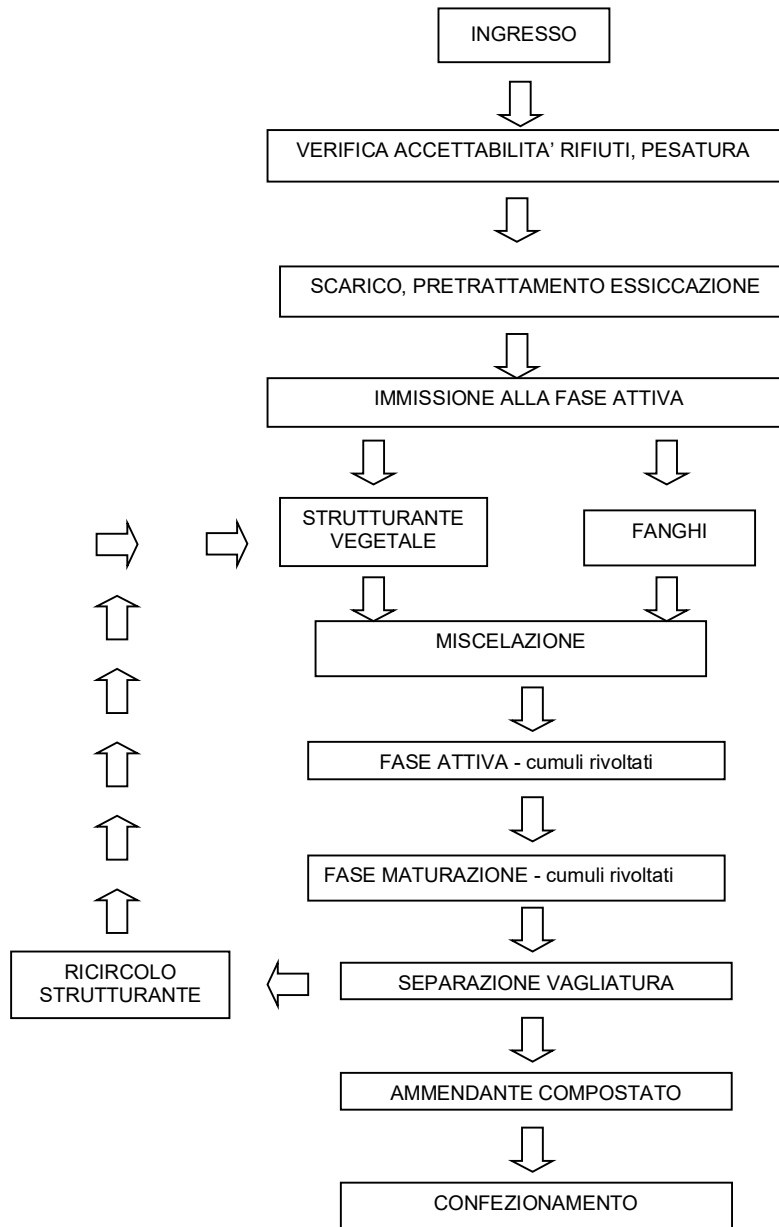 INGRESSO
VERIFICA ACCETTABILITA’ RIFIUTI, PESATURA
SCARICO, PRETRATTAMENTO ESSICCAZIONE
IMMISSIONE ALLA FASE ATTIVA
STRUTTURANTE
VEGETALE
FANGHI
MISCELAZIONE
FASE ATTIVA - cumuli rivoltati
FASE MATURAZIONE - cumuli rivoltati
RICIRCOLO
STRUTTURANTE
SEPARAZIONE VAGLIATURA
AMMENDANTE COMPOSTATO
CONFEZIONAMENTO